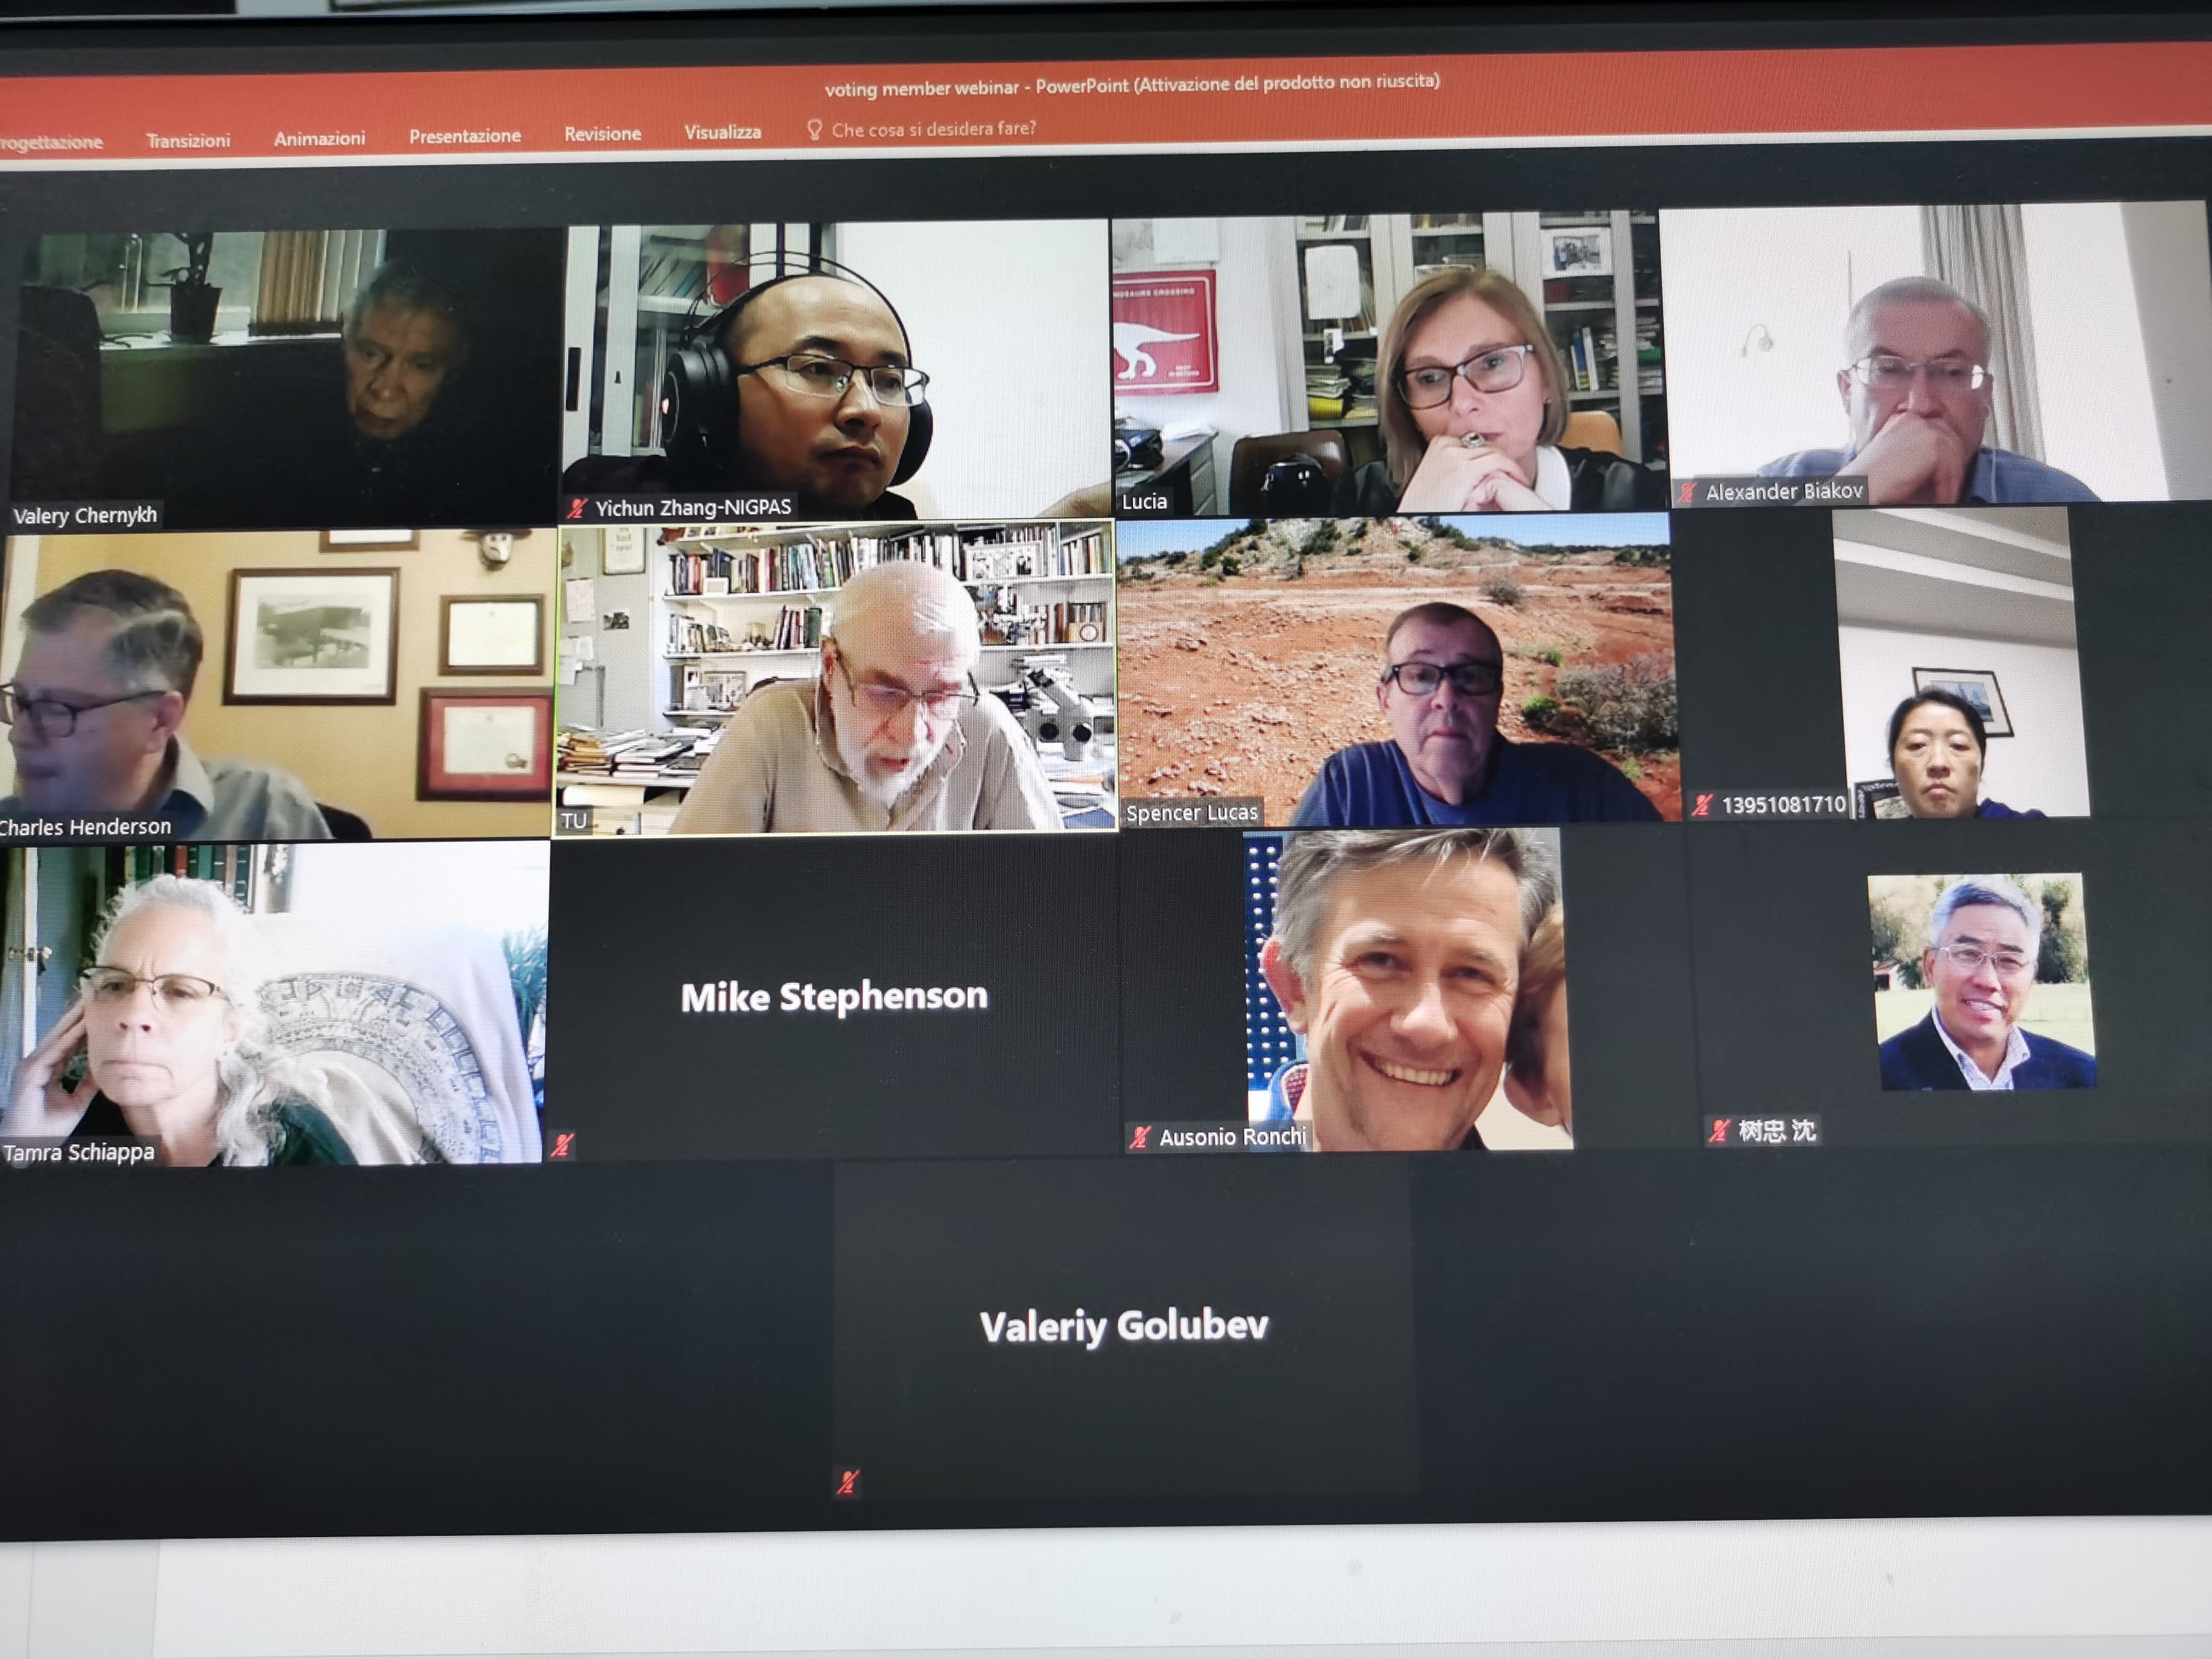 voting member webinar - PowerPoint (Attivazione del prodotto non riuscita)
rogettazione Transizioni Animazioni Presentazione Revisione Visualizza Che cosa si desidera fare?
NOSAURS CROSSING
Valery Chernykh
Yichun Zhang-NIGPAS
Lucia
Alexander Biakov
Charles Henderson
TU
Spencer Lucas
13951081710
Tamra Schiappa
Mike Stephenson
Ausonio Ronchi
树忠 沈
Valeriy Golubev